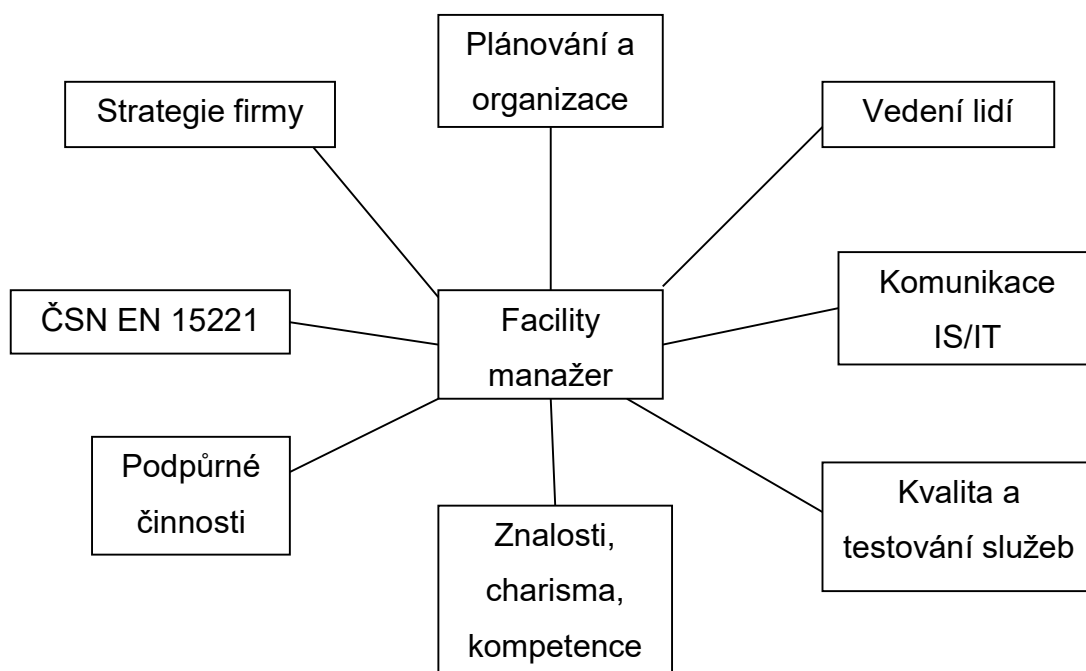 Plánování a
organizace
Strategie firmy
Vedení lidí
Komunikace
IS/IT
ČSN EN 15221
Facility
manažer
Podpůrné
činnosti
Kvalita a
testování služeb
Znalosti,
charisma,
kompetence